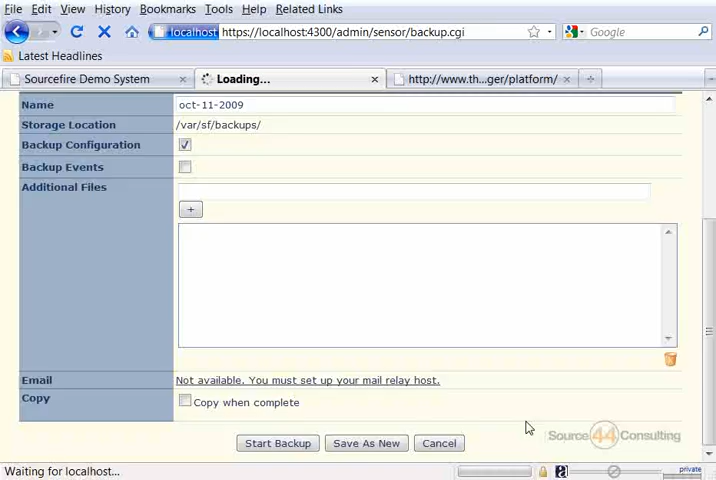 File Edit View History Bookmarks Tools Help Related Links
localhost https://localhost:4300/admin/sensor/backup.cgi
Google
Latest Headlines
Sourcefire Demo System
Loading...
http://www.th...ger/platform/
Name oct-11-2009
Storage Location /var/sf/backups/
Backup Configuration
Backup Events
Additional Files
+
Email Not available. You must set up your mail relay host.
Copy Copy when complete
Source 44 Consulting
Start Backup Save As New Cancel
Waiting for localhost...
private